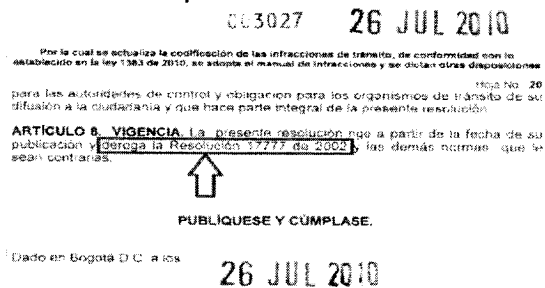 003027 26 JUL 2010
Por la cual se actualiza la codificación de las infracciones de tránsito, de conformidad con lo
establecido en la ley 1383 de 2010, se adopta el manual de infracciones y se dictan otras disposiciones
Hoja No. 20
para las autoridades de control y obligación para los organismos de tránsito de su
difusión a la ciudadanía y que hace parte integral de la presente resolución
ARTÍCULO 8. VIGENCIA. La presente resolución rige a partir de la fecha de su
publicación y deroga la Resolución 17777 de 2002 y las demás normas que le
sean contrarias.
PUBLÍQUESE Y CÚMPLASE.
Dado en Bogotá D.C. a los
26 JUL 2010